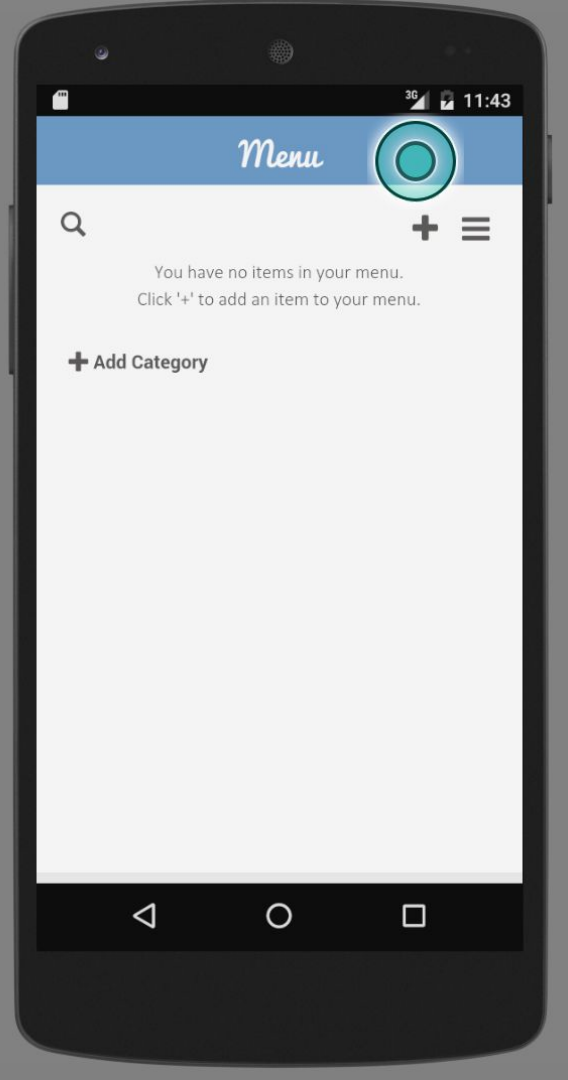 3G 11:43
Menu
You have no items in your menu.
Click '+' to add an item to your menu.
Add Category